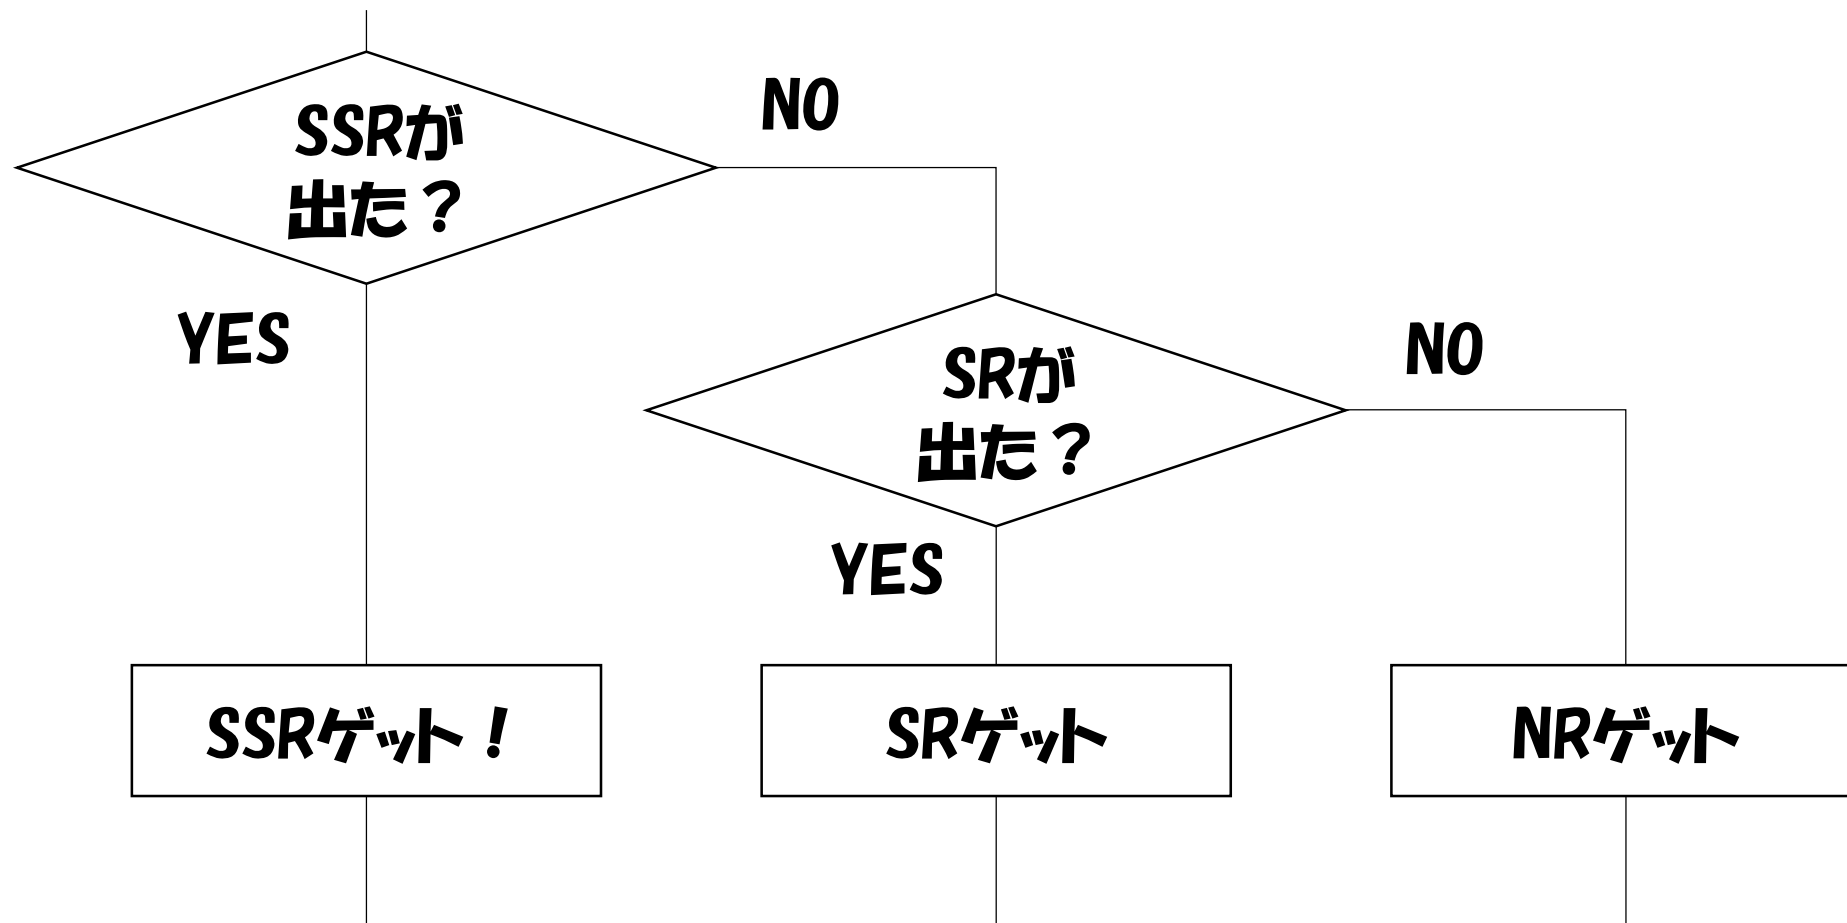 SSRが
出た？
NO
YES
SRが
出た？
NO
YES
SSRゲット！
SRゲット
NRゲット